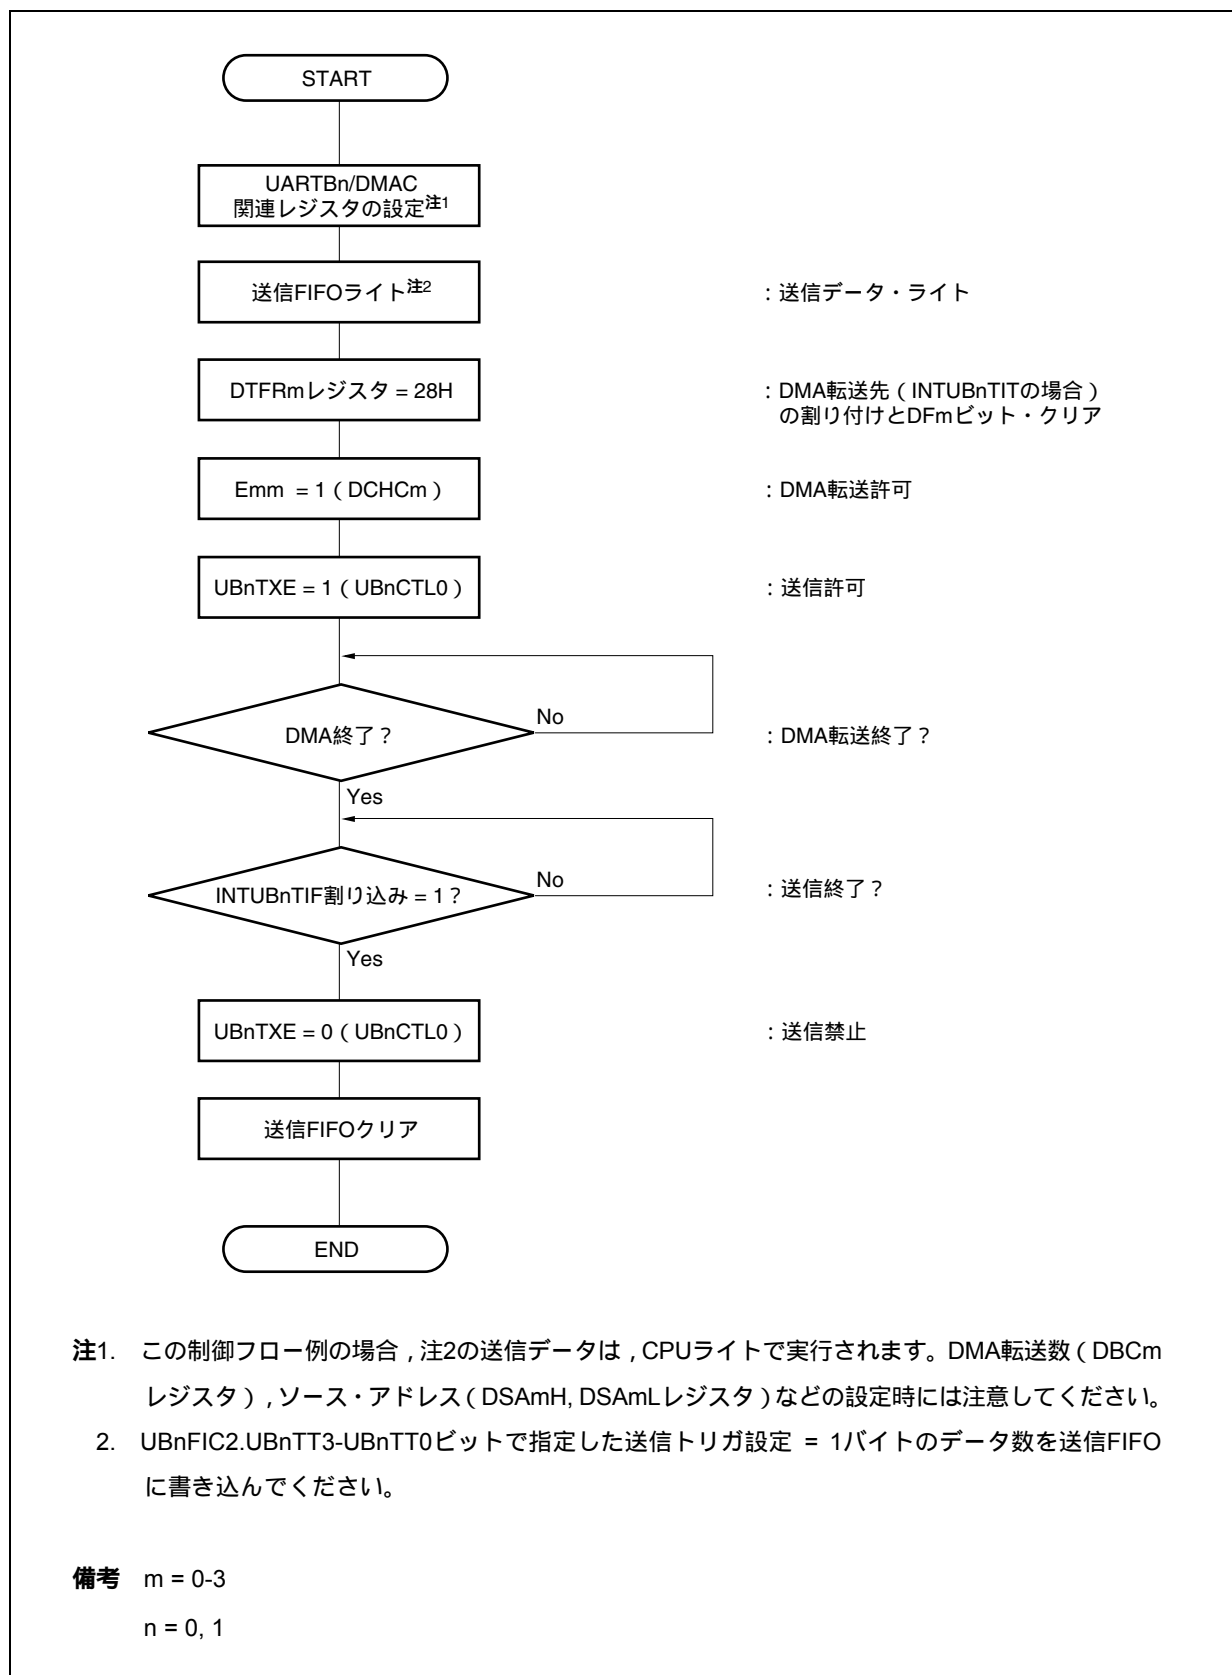 START
UARTBn/DMAC
関連レジスタの設定注1
送信FIFOライト注2
：送信データ・ライト
DTFRmレジスタ = 28H
：DMA転送先（INTUBnTITの場合）
の割り付けとDFmビット・クリア
Emm = 1（DCHCm）
：DMA転送許可
UBnTXE = 1（UBnCTL0）
：送信許可
DMA終了？
No
：DMA転送終了？
Yes
INTUBnTIF割り込み = 1？
No
：送信終了？
Yes
UBnTXE = 0（UBnCTL0）
：送信禁止
送信FIFOクリア
END
注1. この制御フロー例の場合，注2の送信データは，CPUライトで実行されます。DMA転送数（DBCm
レジスタ），ソース・アドレス（DSAmH, DSAmLレジスタ）などの設定時には注意してください。
2. UBnFIC2.UBnTT3-UBnTT0ビットで指定した送信トリガ設定 = 1バイトのデータ数を送信FIFO
に書き込んでください。
備考 m = 0-3
n = 0, 1